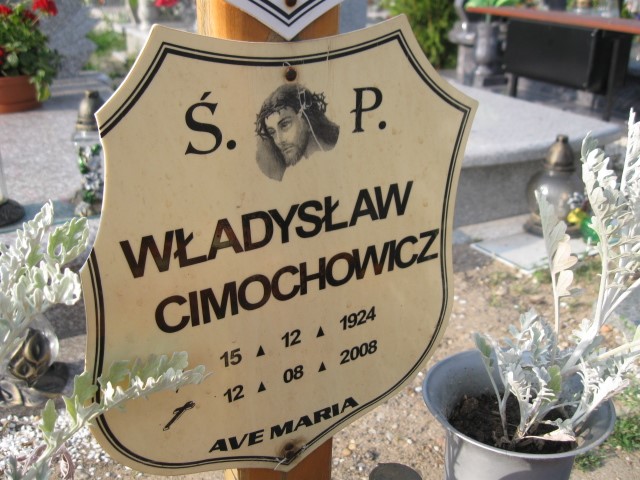 Ś. P.
WŁADYSŁAW
CIMOCHOWICZ
15 ▲ 12 ▲ 1924
12 ▲ 08 ▲ 2008
AVE MARIA